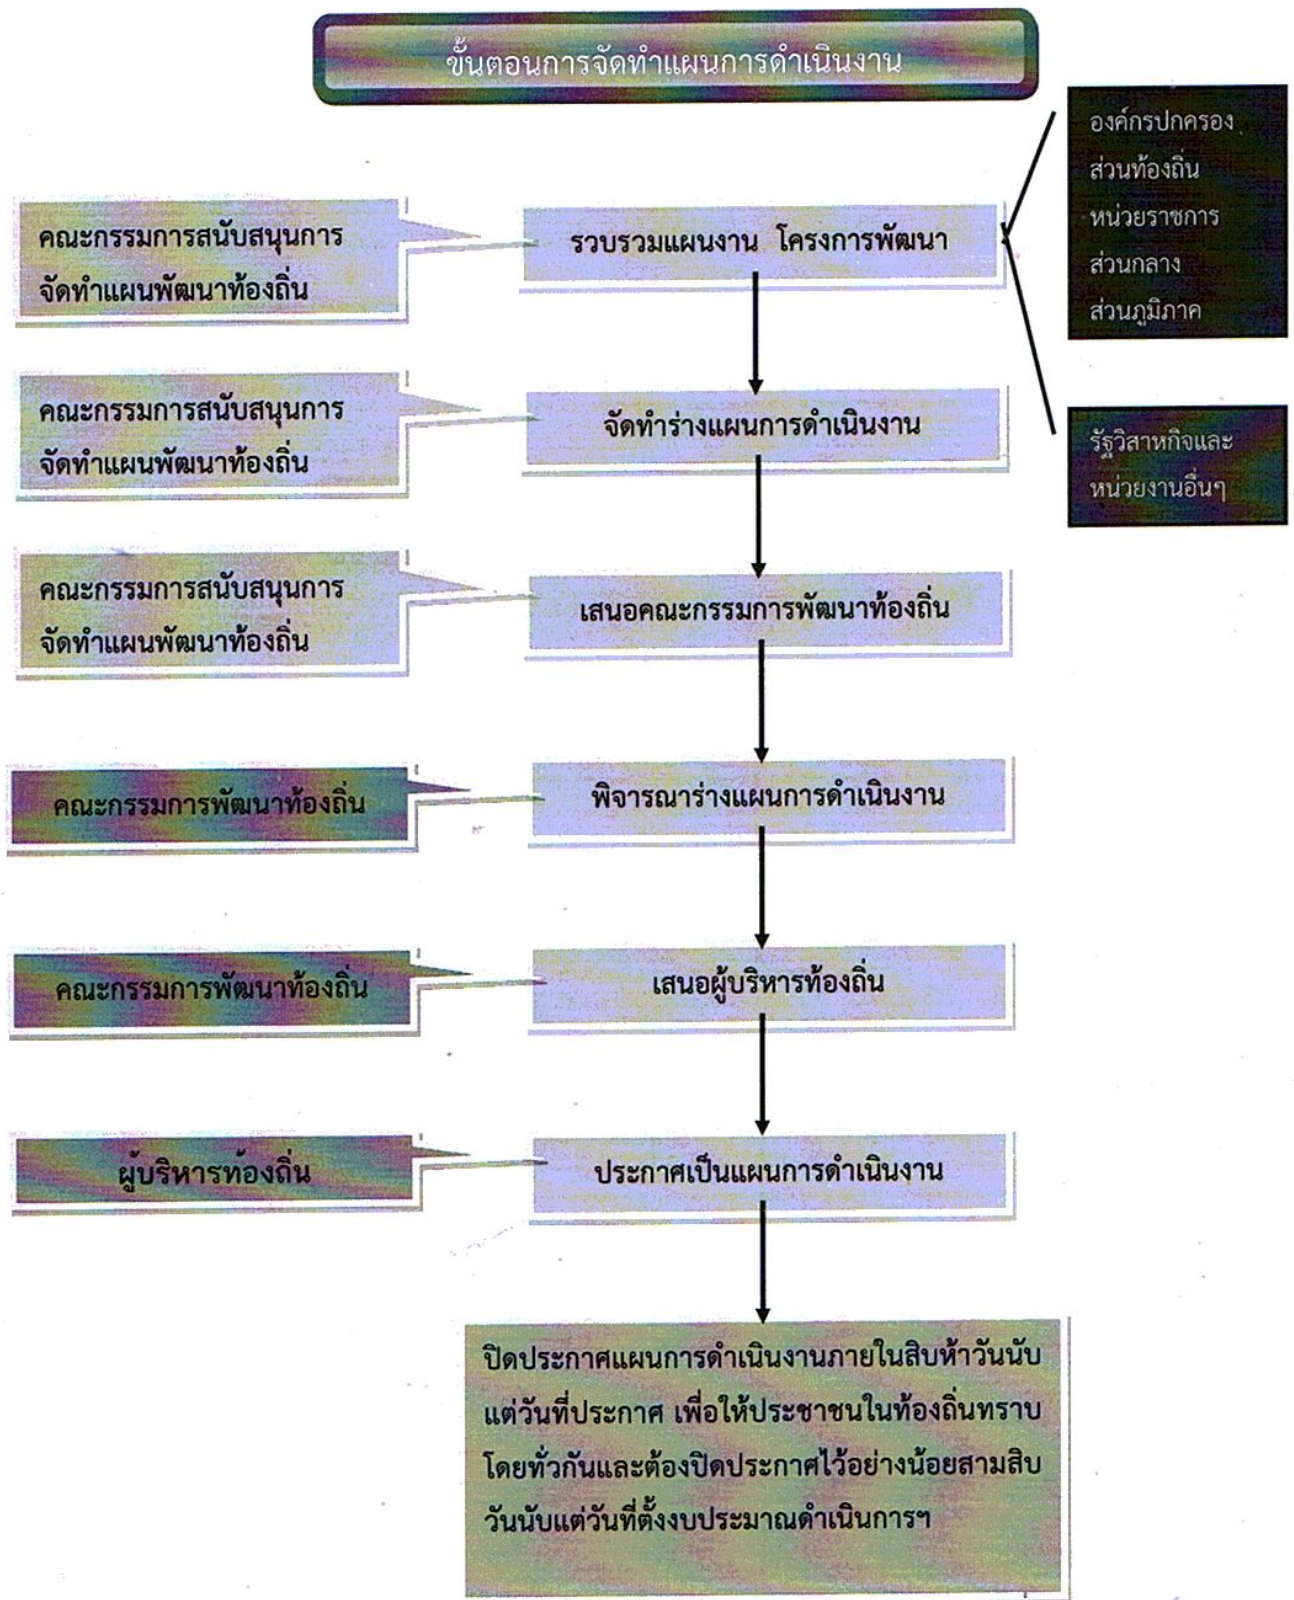 ขั้นตอนการจัดทำแผนการดำเนินงาน
องค์กรปกครอง
ส่วนท้องถิ่น
หน่วยราชการ
ส่วนกลาง
ส่วนภูมิภาค
คณะกรรมการสนับสนุนการ
จัดทำแผนพัฒนาท้องถิ่น
รวบรวมแผนงาน โครงการพัฒนา
คณะกรรมการสนับสนุนการ
จัดทำแผนพัฒนาท้องถิ่น
จัดทำร่างแผนการดำเนินงาน
รัฐวิสาหกิจและ
หน่วยงานอื่นๆ
คณะกรรมการสนับสนุนการ
จัดทำแผนพัฒนาท้องถิ่น
เสนอคณะกรรมการพัฒนาท้องถิ่น
คณะกรรมการพัฒนาท้องถิ่น
พิจารณาร่างแผนการดำเนินงาน
คณะกรรมการพัฒนาท้องถิ่น
เสนอผู้บริหารท้องถิ่น
ผู้บริหารท้องถิ่น
ประกาศเป็นแผนการดำเนินงาน
ปิดประกาศแผนการดำเนินงานภายในสิบห้าวันนับ
แต่วันที่ประกาศ เพื่อให้ประชาชนในท้องถิ่นทราบ
โดยทั่วกันและต้องปิดประกาศไว้อย่างน้อยสามสิบ
วันนับแต่วันที่ตั้งงบประมาณดำเนินการฯ